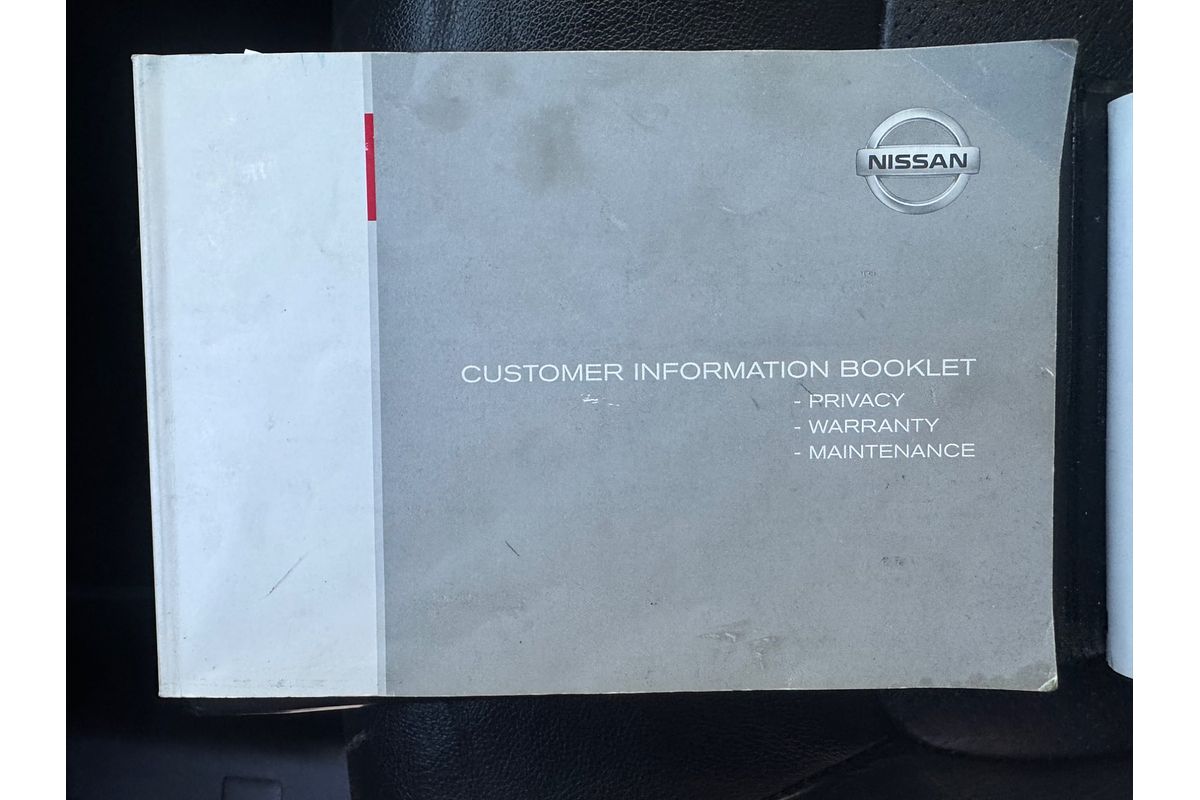 NISSAN
CUSTOMER INFORMATION BOOKLET
- PRIVACY
- WARRANTY
- MAINTENANCE